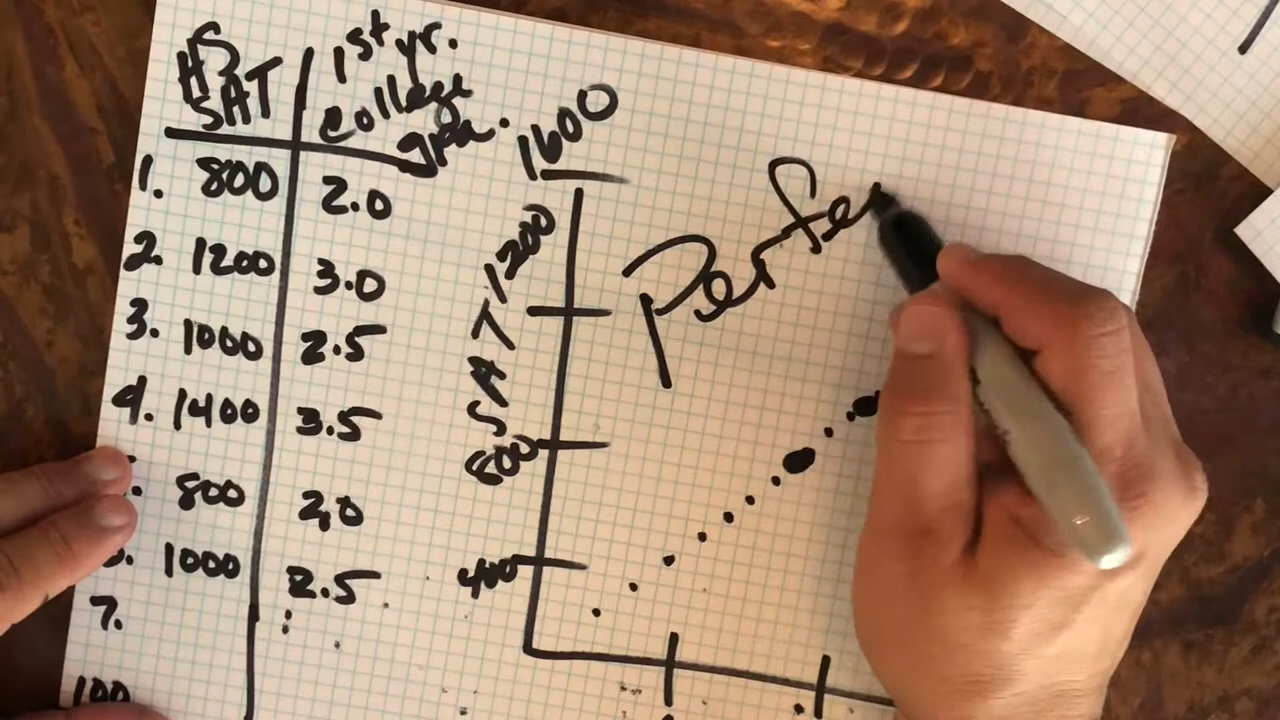 HS SAT
1st yr. college gpa.
1. 800 2.0
2. 1200 3.0
3. 1000 2.5
4. 1400 3.5
. 800 2.0
. 1000 2.5
7.
100
1600
1200
SAT
800
400
Perfe